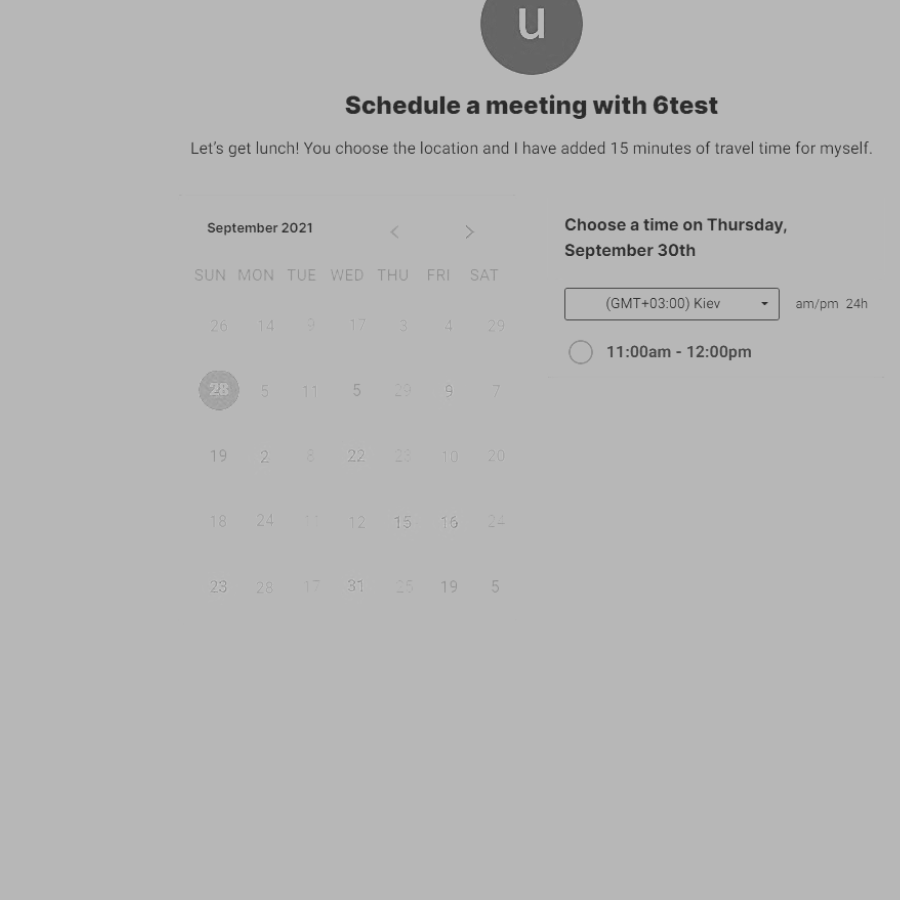 u
Schedule a meeting with 6test
Let's get lunch! You choose the location and I have added 15 minutes of travel time for myself.
September 2021
SUN MON TUE WED THU FRI SAT
26 14 9 17 3 4 29
28 5 11 5 29 9 7
19 2 8 22 10 20
18 24 12 15 16 24
23 28 17 31 25 19 5
Choose a time on Thursday,
September 30th
(GMT+03:00) Kiev
am/pm 24h
11:00am - 12:00pm